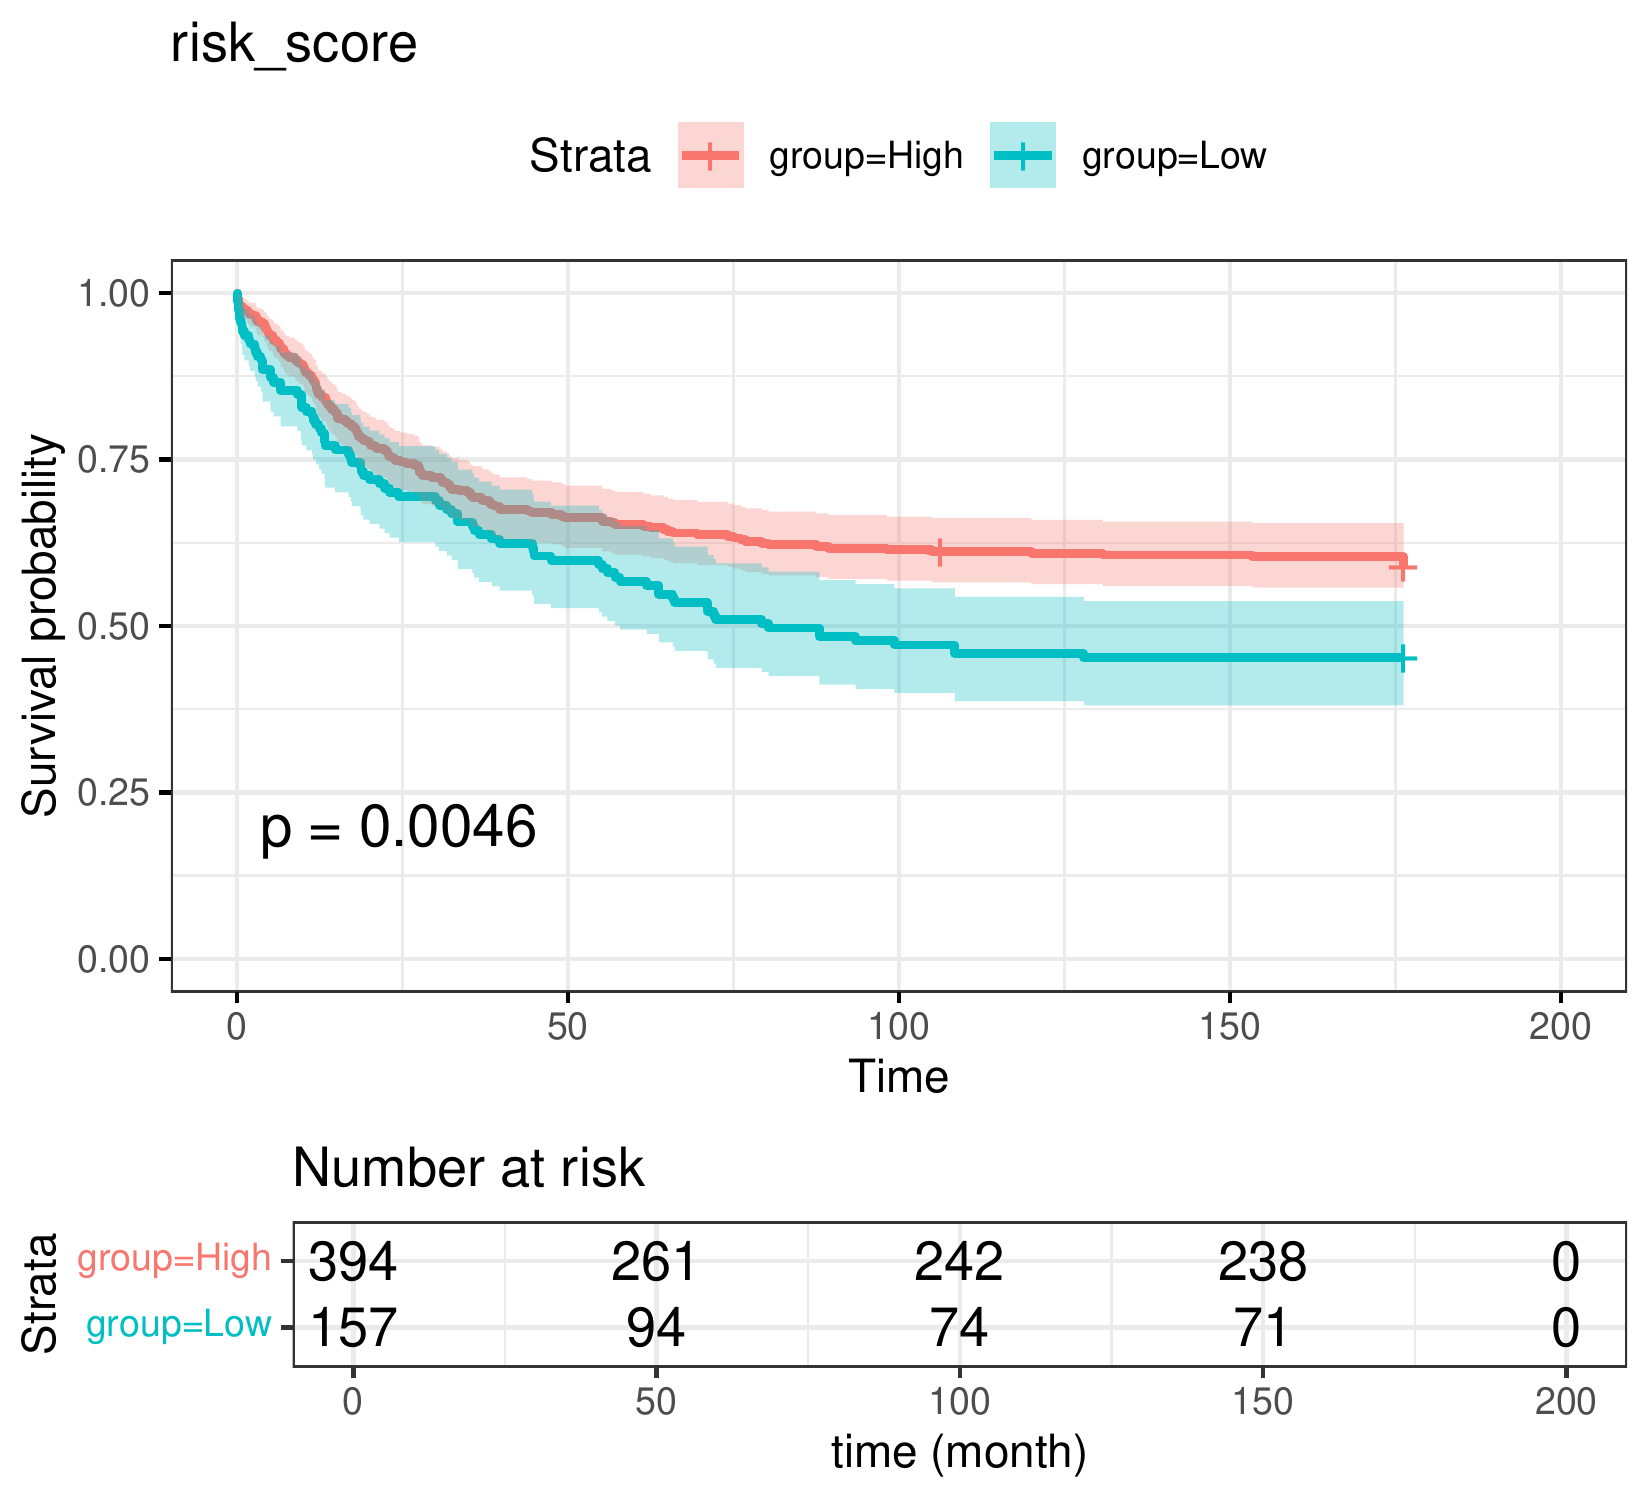 risk_score
Strata group=High group=Low
Survival probability
1.00
0.75
0.50
0.25
0.00
p = 0.0046
0 50 100 150 200
Time
Number at risk
Strata
group=High 394 261 242 238 0
group=Low 157 94 74 71 0
0 50 100 150 200
time (month)